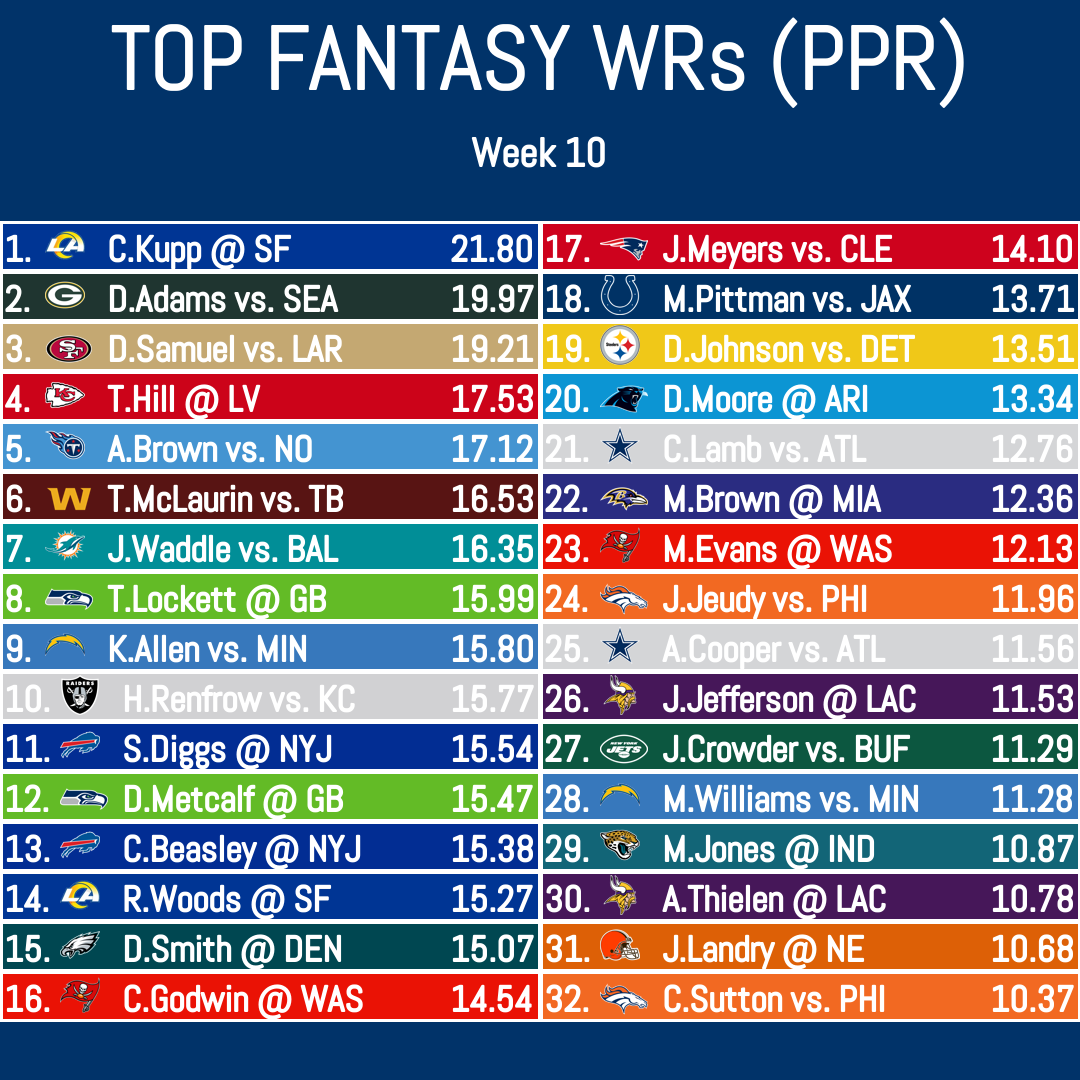 TOP FANTASY WRs (PPR)
Week 10
1. C.Kupp @ SF 21.80
2. D.Adams vs. SEA 19.97
3. D.Samuel vs. LAR 19.21
4. T.Hill @ LV 17.53
5. A.Brown vs. NO 17.12
6. T.McLaurin vs. TB 16.53
7. J.Waddle vs. BAL 16.35
8. T.Lockett @ GB 15.99
9. K.Allen vs. MIN 15.80
10. RAIDERS H.Renfrow vs. KC 15.77
11. S.Diggs @ NYJ 15.54
12. D.Metcalf @ GB 15.47
13. C.Beasley @ NYJ 15.38
14. R.Woods @ SF 15.27
15. D.Smith @ DEN 15.07
16. C.Godwin @ WAS 14.54
17. J.Meyers vs. CLE 14.10
18. M.Pittman vs. JAX 13.71
19. Steelers D.Johnson vs. DET 13.51
20. D.Moore @ ARI 13.34
21. C.Lamb vs. ATL 12.76
22. M.Brown @ MIA 12.36
23. M.Evans @ WAS 12.13
24. J.Jeudy vs. PHI 11.96
25. A.Cooper vs. ATL 11.56
26. J.Jefferson @ LAC 11.53
27. NEW YORK JETS J.Crowder vs. BUF 11.29
28. M.Williams vs. MIN 11.28
29. M.Jones @ IND 10.87
30. A.Thielen @ LAC 10.78
31. J.Landry @ NE 10.68
32. C.Sutton vs. PHI 10.37